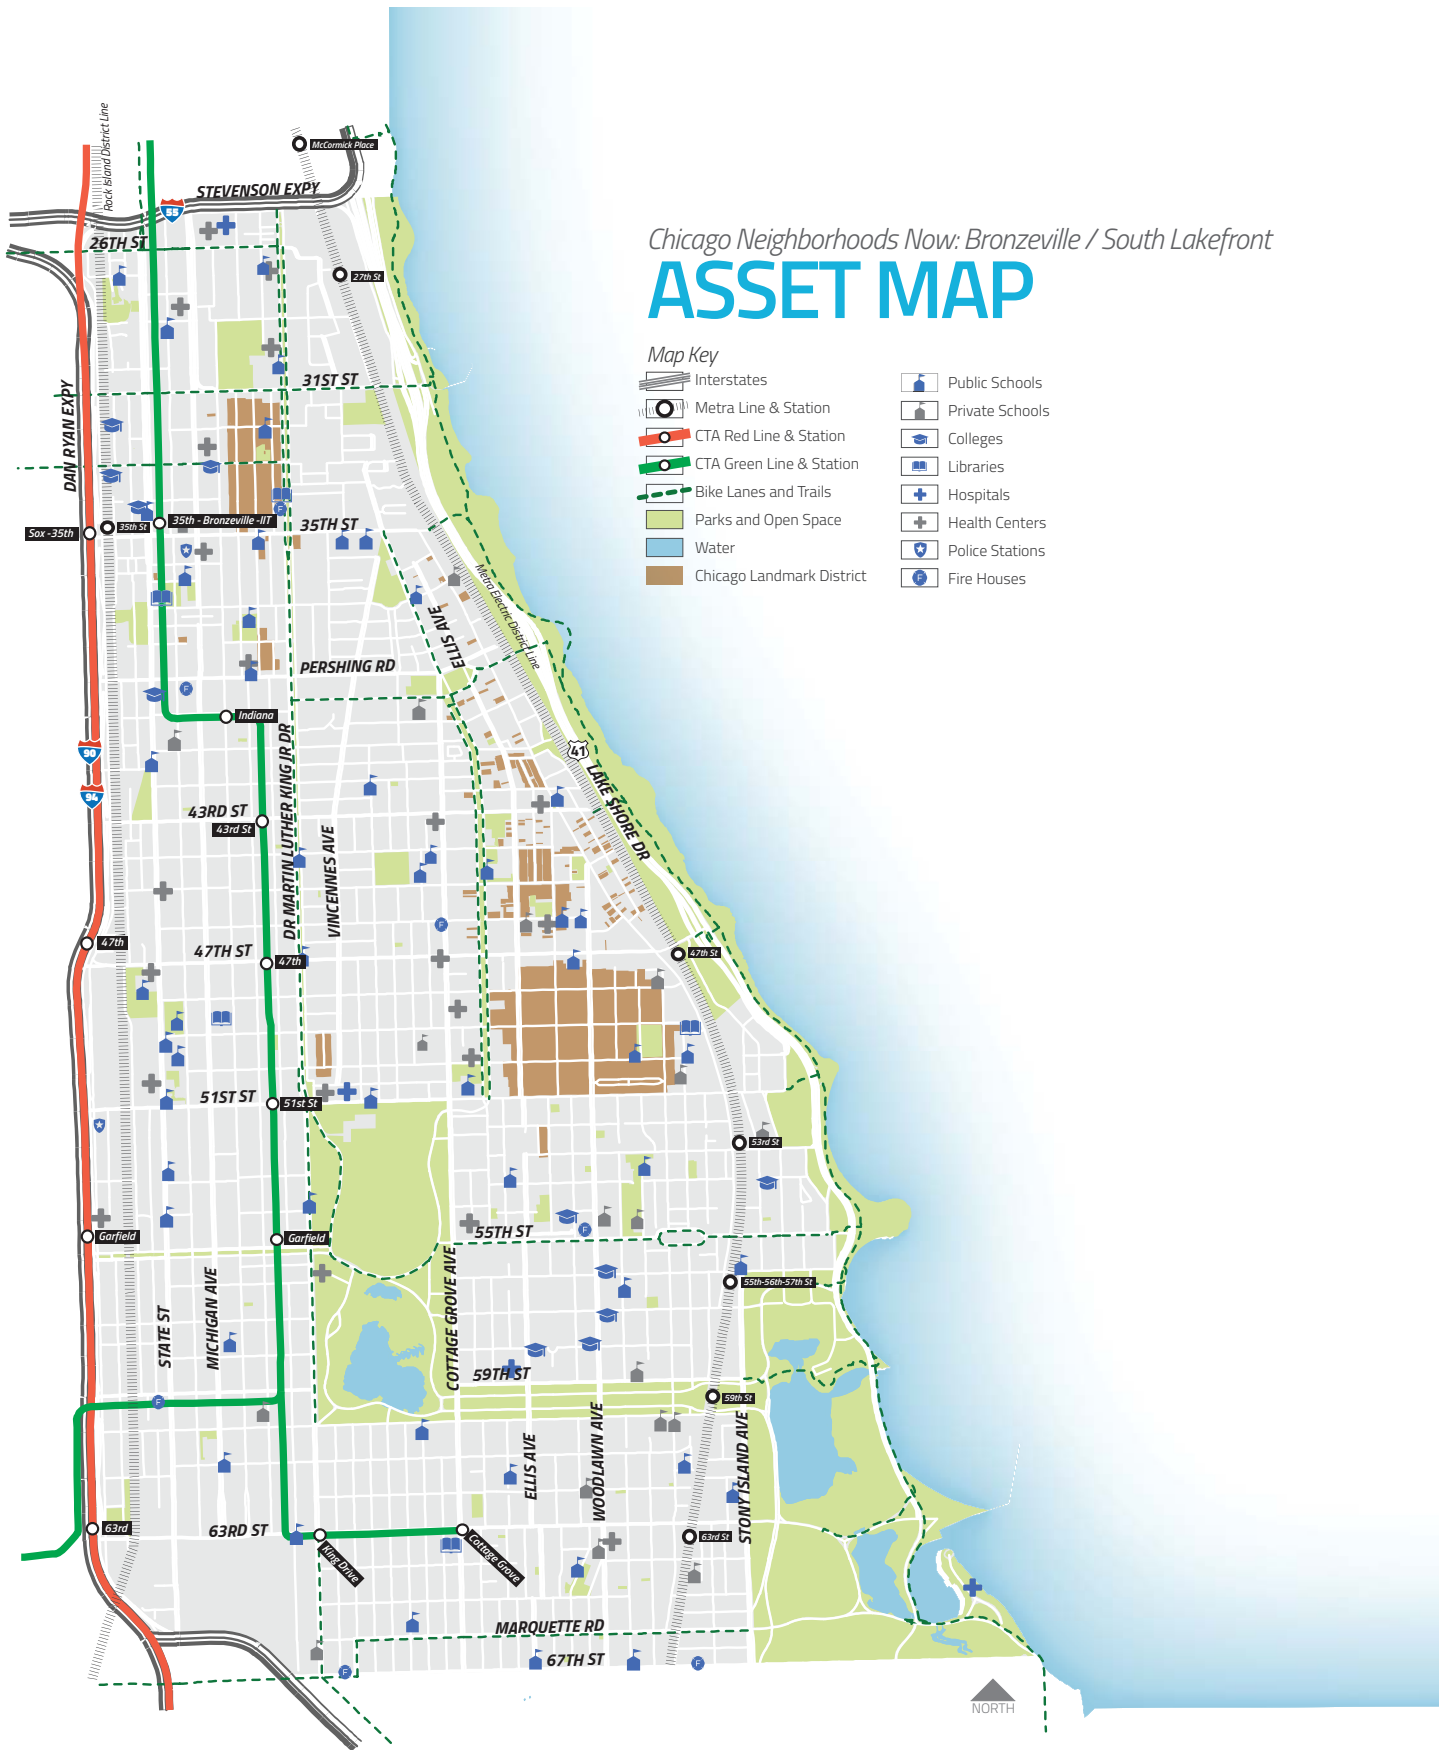 Chicago Neighborhoods Now: Bronzeville / South Lakefront
ASSET MAP
Map Key
Interstates
Metra Line & Station
CTA Red Line & Station
CTA Green Line & Station
Bike Lanes and Trails
Parks and Open Space
Water
Chicago Landmark District
Public Schools
Private Schools
Colleges
Libraries
Hospitals
Health Centers
Police Stations
F Fire Houses
Rock Island District Line
McCormick Place
STEVENSON EXPY
55
26TH ST
27th St
31ST ST
DAN RYAN EXPY
F
35TH ST
35th - Bronzeville -IIT
35th St
Sox -35th
Metra Electric District Line
ELLIS AVE
PERSHING RD
F
Indiana
DR MARTIN LUTHER KING JR DR
90
41
LAKE SHORE DR
94
43RD ST
43rd St
VINCENNES AVE
F
47th
47TH ST
47th
47th St
51ST ST
51st St
53rd St
Garfield
Garfield
55TH ST
F
COTTAGE GROVE AVE
55th-56th-57th St
STATE ST
MICHIGAN AVE
59TH ST
59th St
F
ELLIS AVE
WOODLAWN AVE
STONY ISLAND AVE
63rd
63RD ST
King Drive
Cottage Grove
63rd St
MARQUETTE RD
67TH ST
F
F
NORTH